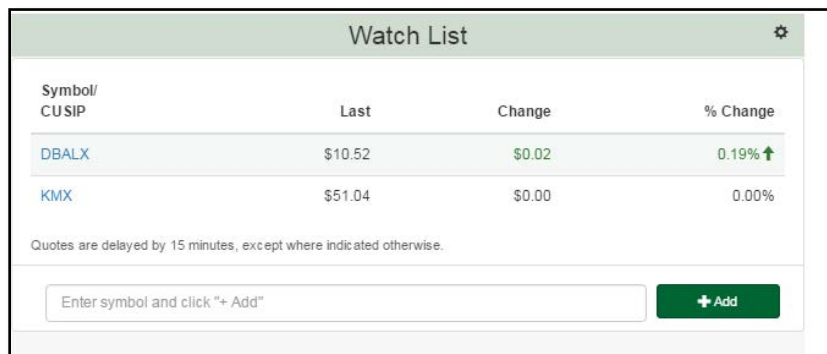 Watch List
Symbol/
CUSIP Last Change % Change
DBALX $10.52 $0.02 0.19%
KMX $51.04 $0.00 0.00%
Quotes are delayed by 15 minutes, except where indicated otherwise.
Enter symbol and click "+ Add"
+ Add